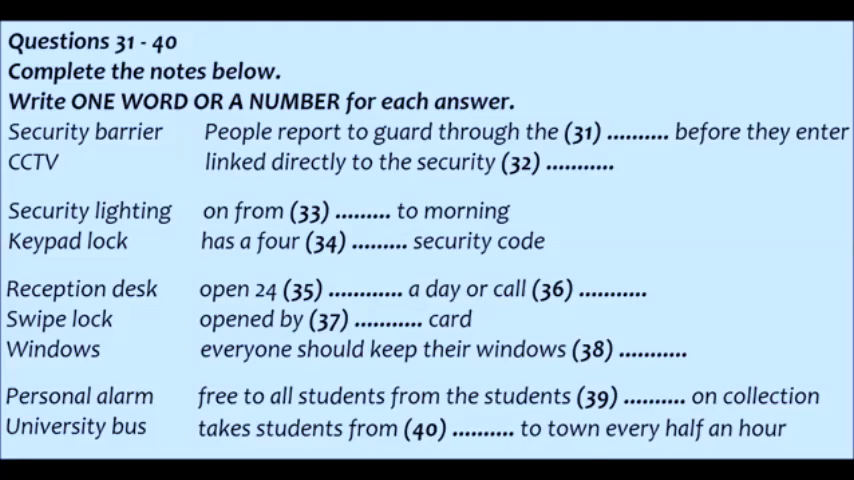 Questions 31 - 40
Complete the notes below.
Write ONE WORD OR A NUMBER for each answer.
Security barrier People report to guard through the (31) .......... before they enter
CCTV linked directly to the security (32) ...........
Security lighting on from (33) ......... to morning
Keypad lock has a four (34) ......... security code
Reception desk open 24 (35) ............ a day or call (36) ...........
Swipe lock opened by (37) ........... card
Windows everyone should keep their windows (38) ...........
Personal alarm free to all students from the students (39) .......... on collection
University bus takes students from (40) .......... to town every half an hour